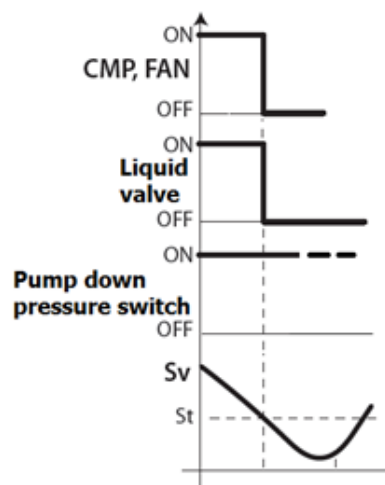 ON
CMP, FAN
OFF
ON
Liquid
valve
OFF
ON
Pump down
pressure switch
OFF
Sv
St